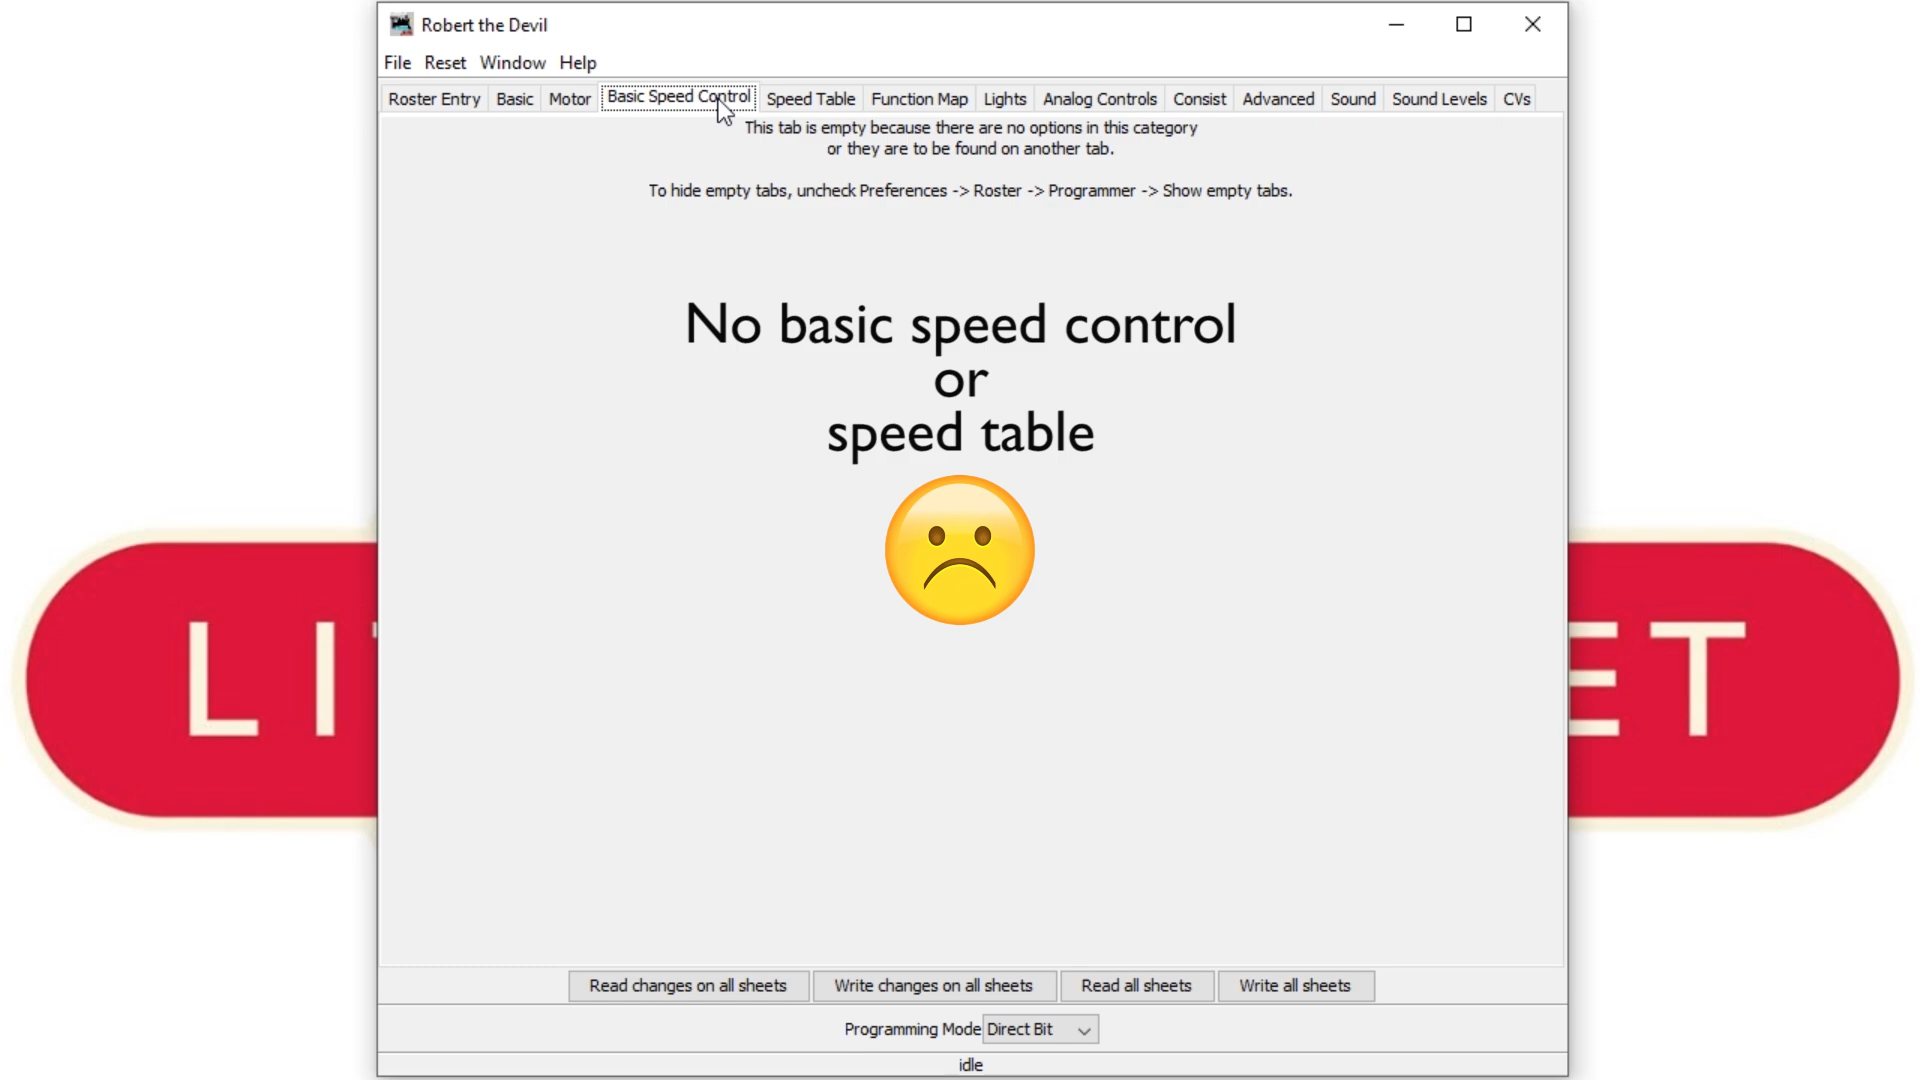 Robert the Devil
File Reset Window Help
Roster Entry Basic Motor Basic Speed Control Speed Table Function Map Lights Analog Controls Consist Advanced Sound Sound Levels CVs
This tab is empty because there are no options in this category
or they are to be found on another tab.
To hide empty tabs, uncheck Preferences -> Roster -> Programmer -> Show empty tabs.
No basic speed control
or
speed table
LI ET
Read changes on all sheets Write changes on all sheets Read all sheets Write all sheets
Programming Mode Direct Bit
idle